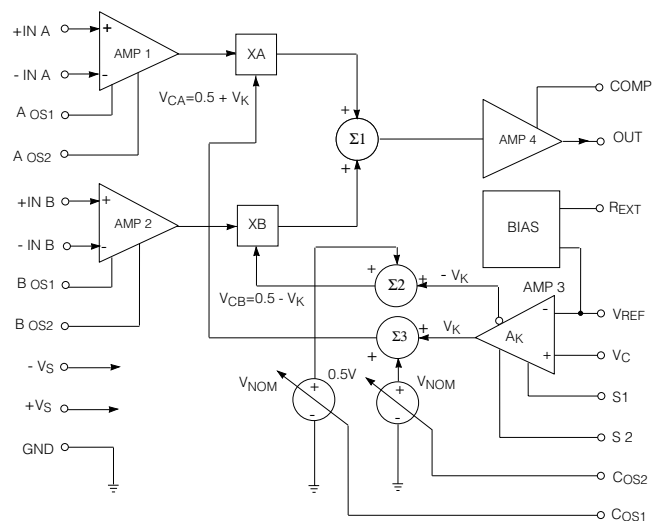 +IN A
+
AMP 1
XA
- IN A
-
COMP
V_CA=0.5 + V_K
A OS1
+
Σ1
AMP 4
OUT
A OS2
+
+IN B
+
AMP 2
XB
BIAS
R_EXT
- IN B
-
+
Σ2
+
- V_K
AMP 3
B OS1
V_CB=0.5 - V_K
-
V_REF
B OS2
+
Σ3
+
V_K
A_K
+
V_C
- V_S
V_NOM
0.5V
V_NOM
S1
+
-
+
-
+V_S
S 2
GND
C_OS2
C_OS1